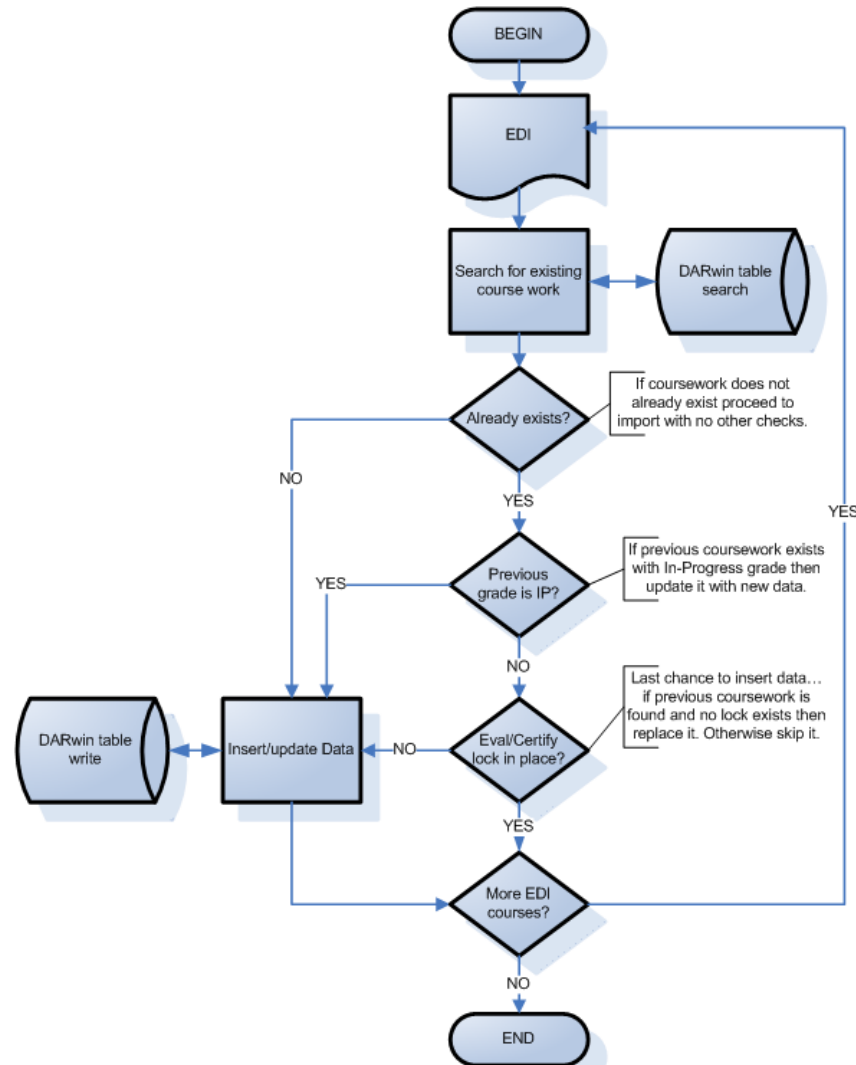 BEGIN
EDI
Search for existing
course work
DARwin table
search
Already exists?
If coursework does not
already exist proceed to
import with no other checks.
NO
YES
YES
Previous
grade is IP?
If previous coursework exists
with In-Progress grade then
update it with new data.
YES
NO
Last chance to insert data...
if previous coursework is
found and no lock exists then
replace it. Otherwise skip it.
DARwin table
write
Insert/update Data
NO
Eval/Certify
lock in place?
YES
More EDI
courses?
NO
END